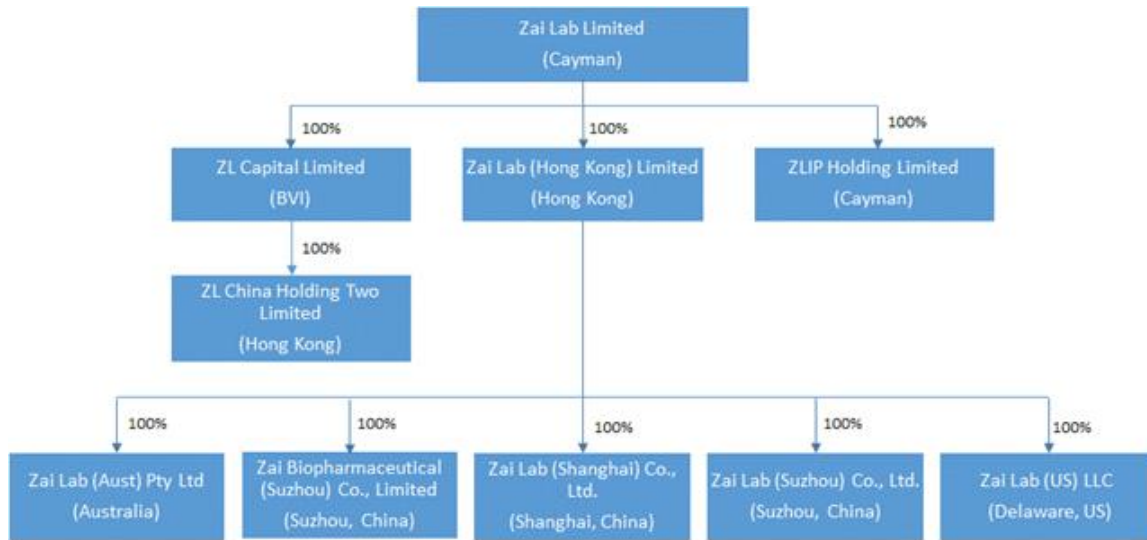 Zai Lab Limited
(Cayman)
100%
100%
100%
ZL Capital Limited
(BVI)
Zai Lab (Hong Kong) Limited
(Hong Kong)
ZLIP Holding Limited
(Cayman)
100%
ZL China Holding Two
Limited
(Hong Kong)
100%
100%
100%
100%
100%
Zai Lab (Aust) Pty Ltd
(Australia)
Zai Biopharmaceutical
(Suzhou) Co., Limited
(Suzhou, China)
Zai Lab (Shanghai) Co.,
Ltd.
(Shanghai, China)
Zai Lab (Suzhou) Co., Ltd.
(Suzhou, China)
Zai Lab (US) LLC
(Delaware, US)